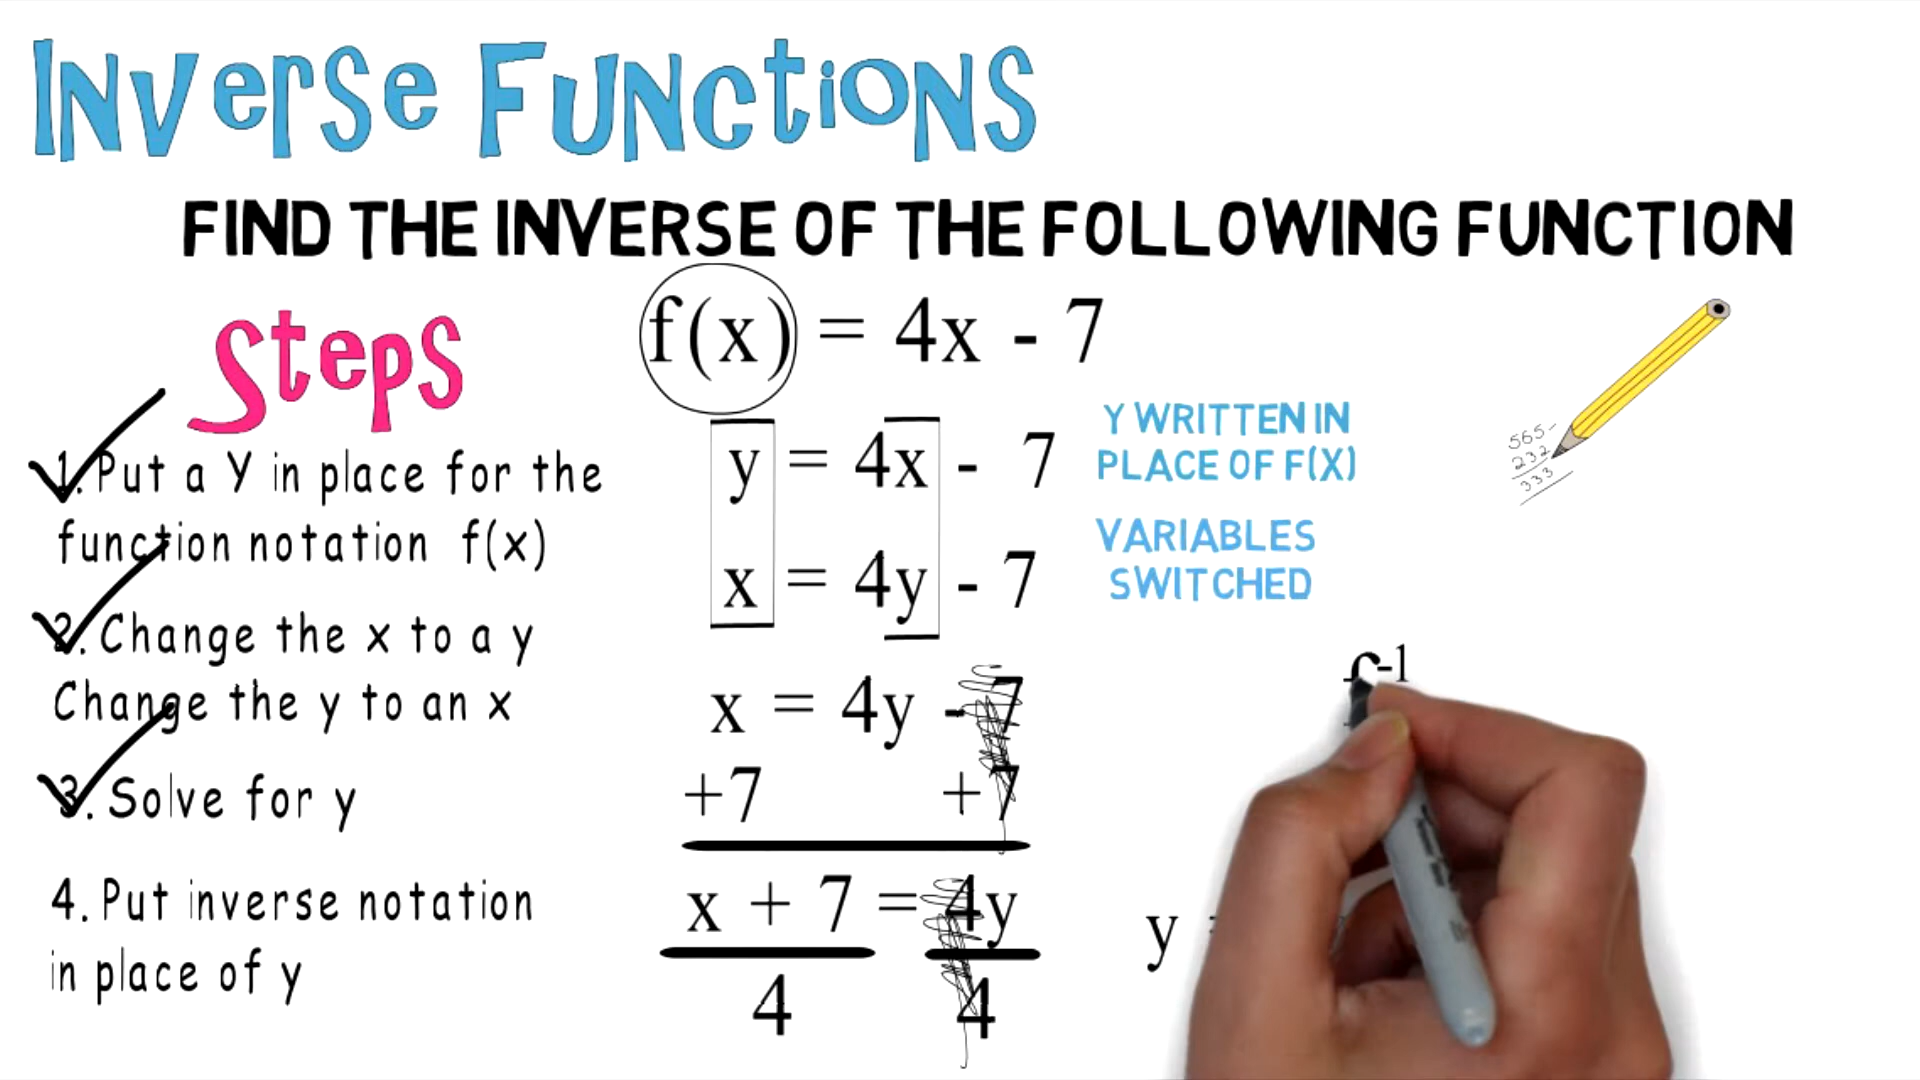 Inverse Functions
FIND THE INVERSE OF THE FOLLOWING FUNCTION
Steps
1. Put a Y in place for the
function notation f(x)
2. Change the x to a y
Change the y to an x
3. Solve for y
4. Put inverse notation
in place of y
f(x) = 4x - 7
y = 4x - 7
Y WRITTEN IN
PLACE OF F(X)
x = 4y - 7
VARIABLES
SWITCHED
x = 4y - 7
+7 +7
x + 7 = 4y
4 4
565-
232
333
-1
y